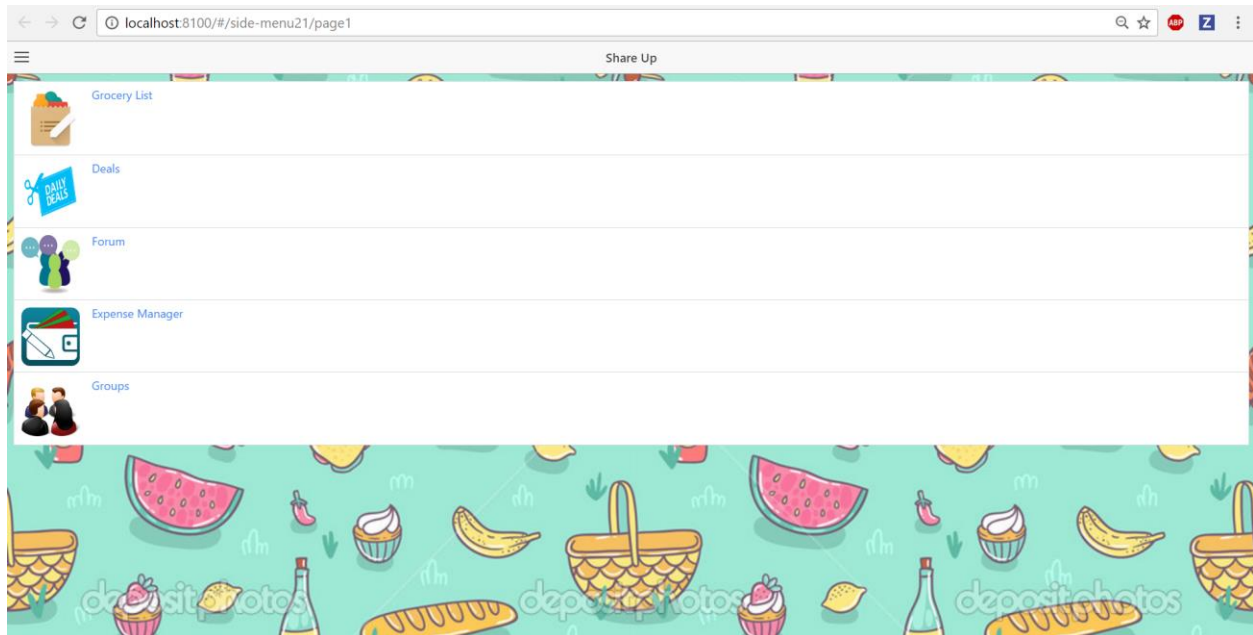 localhost:8100/#/side-menu21/page1
ABP
Z
Share Up
Grocery List
DAILY
DEALS
Deals
Forum
Expense Manager
Groups
depositphotos depositphotos depositphotos